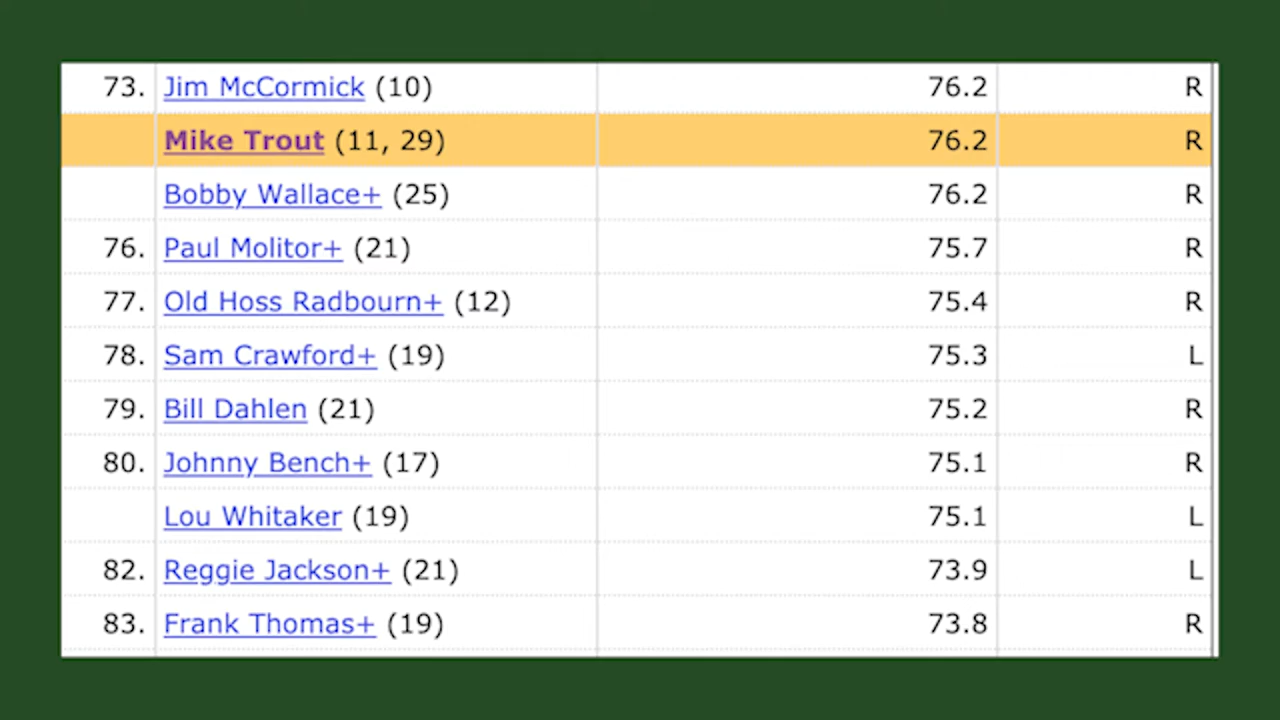 73. Jim McCormick (10) 76.2 R
Mike Trout (11, 29) 76.2 R
Bobby Wallace+ (25) 76.2 R
76. Paul Molitor+ (21) 75.7 R
77. Old Hoss Radbourn+ (12) 75.4 R
78. Sam Crawford+ (19) 75.3 L
79. Bill Dahlen (21) 75.2 R
80. Johnny Bench+ (17) 75.1 R
Lou Whitaker (19) 75.1 L
82. Reggie Jackson+ (21) 73.9 L
83. Frank Thomas+ (19) 73.8 R